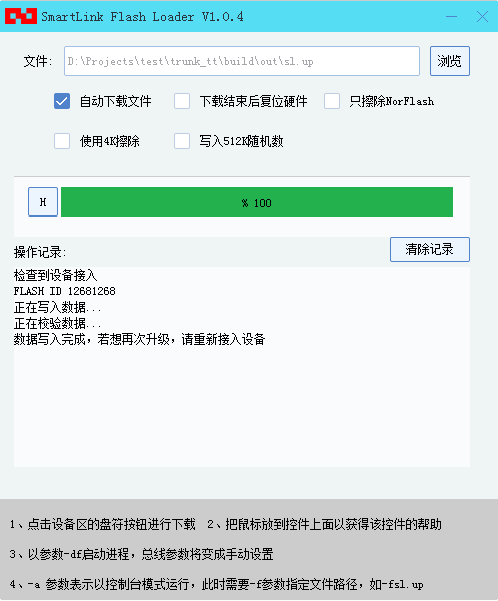 SmartLink Flash Loader V1.0.4
文件: D:\Projects\test\trunk_tt\build\out\sl.up 浏览
自动下载文件 下载结束后复位硬件 只擦除NorFlash
使用4K擦除 写入512K随机数
H % 100
操作记录: 清除记录
检查到设备接入
FLASH ID 12681268
正在写入数据...
正在校验数据...
数据写入完成，若想再次升级，请重新接入设备
1、点击设备区的盘符按钮进行下载 2、把鼠标放到控件上面以获得该控件的帮助
3、以参数-df启动进程，总线参数将变成手动设置
4、-a 参数表示以控制台模式运行，此时需要-f参数指定文件路径，如-fsl.up